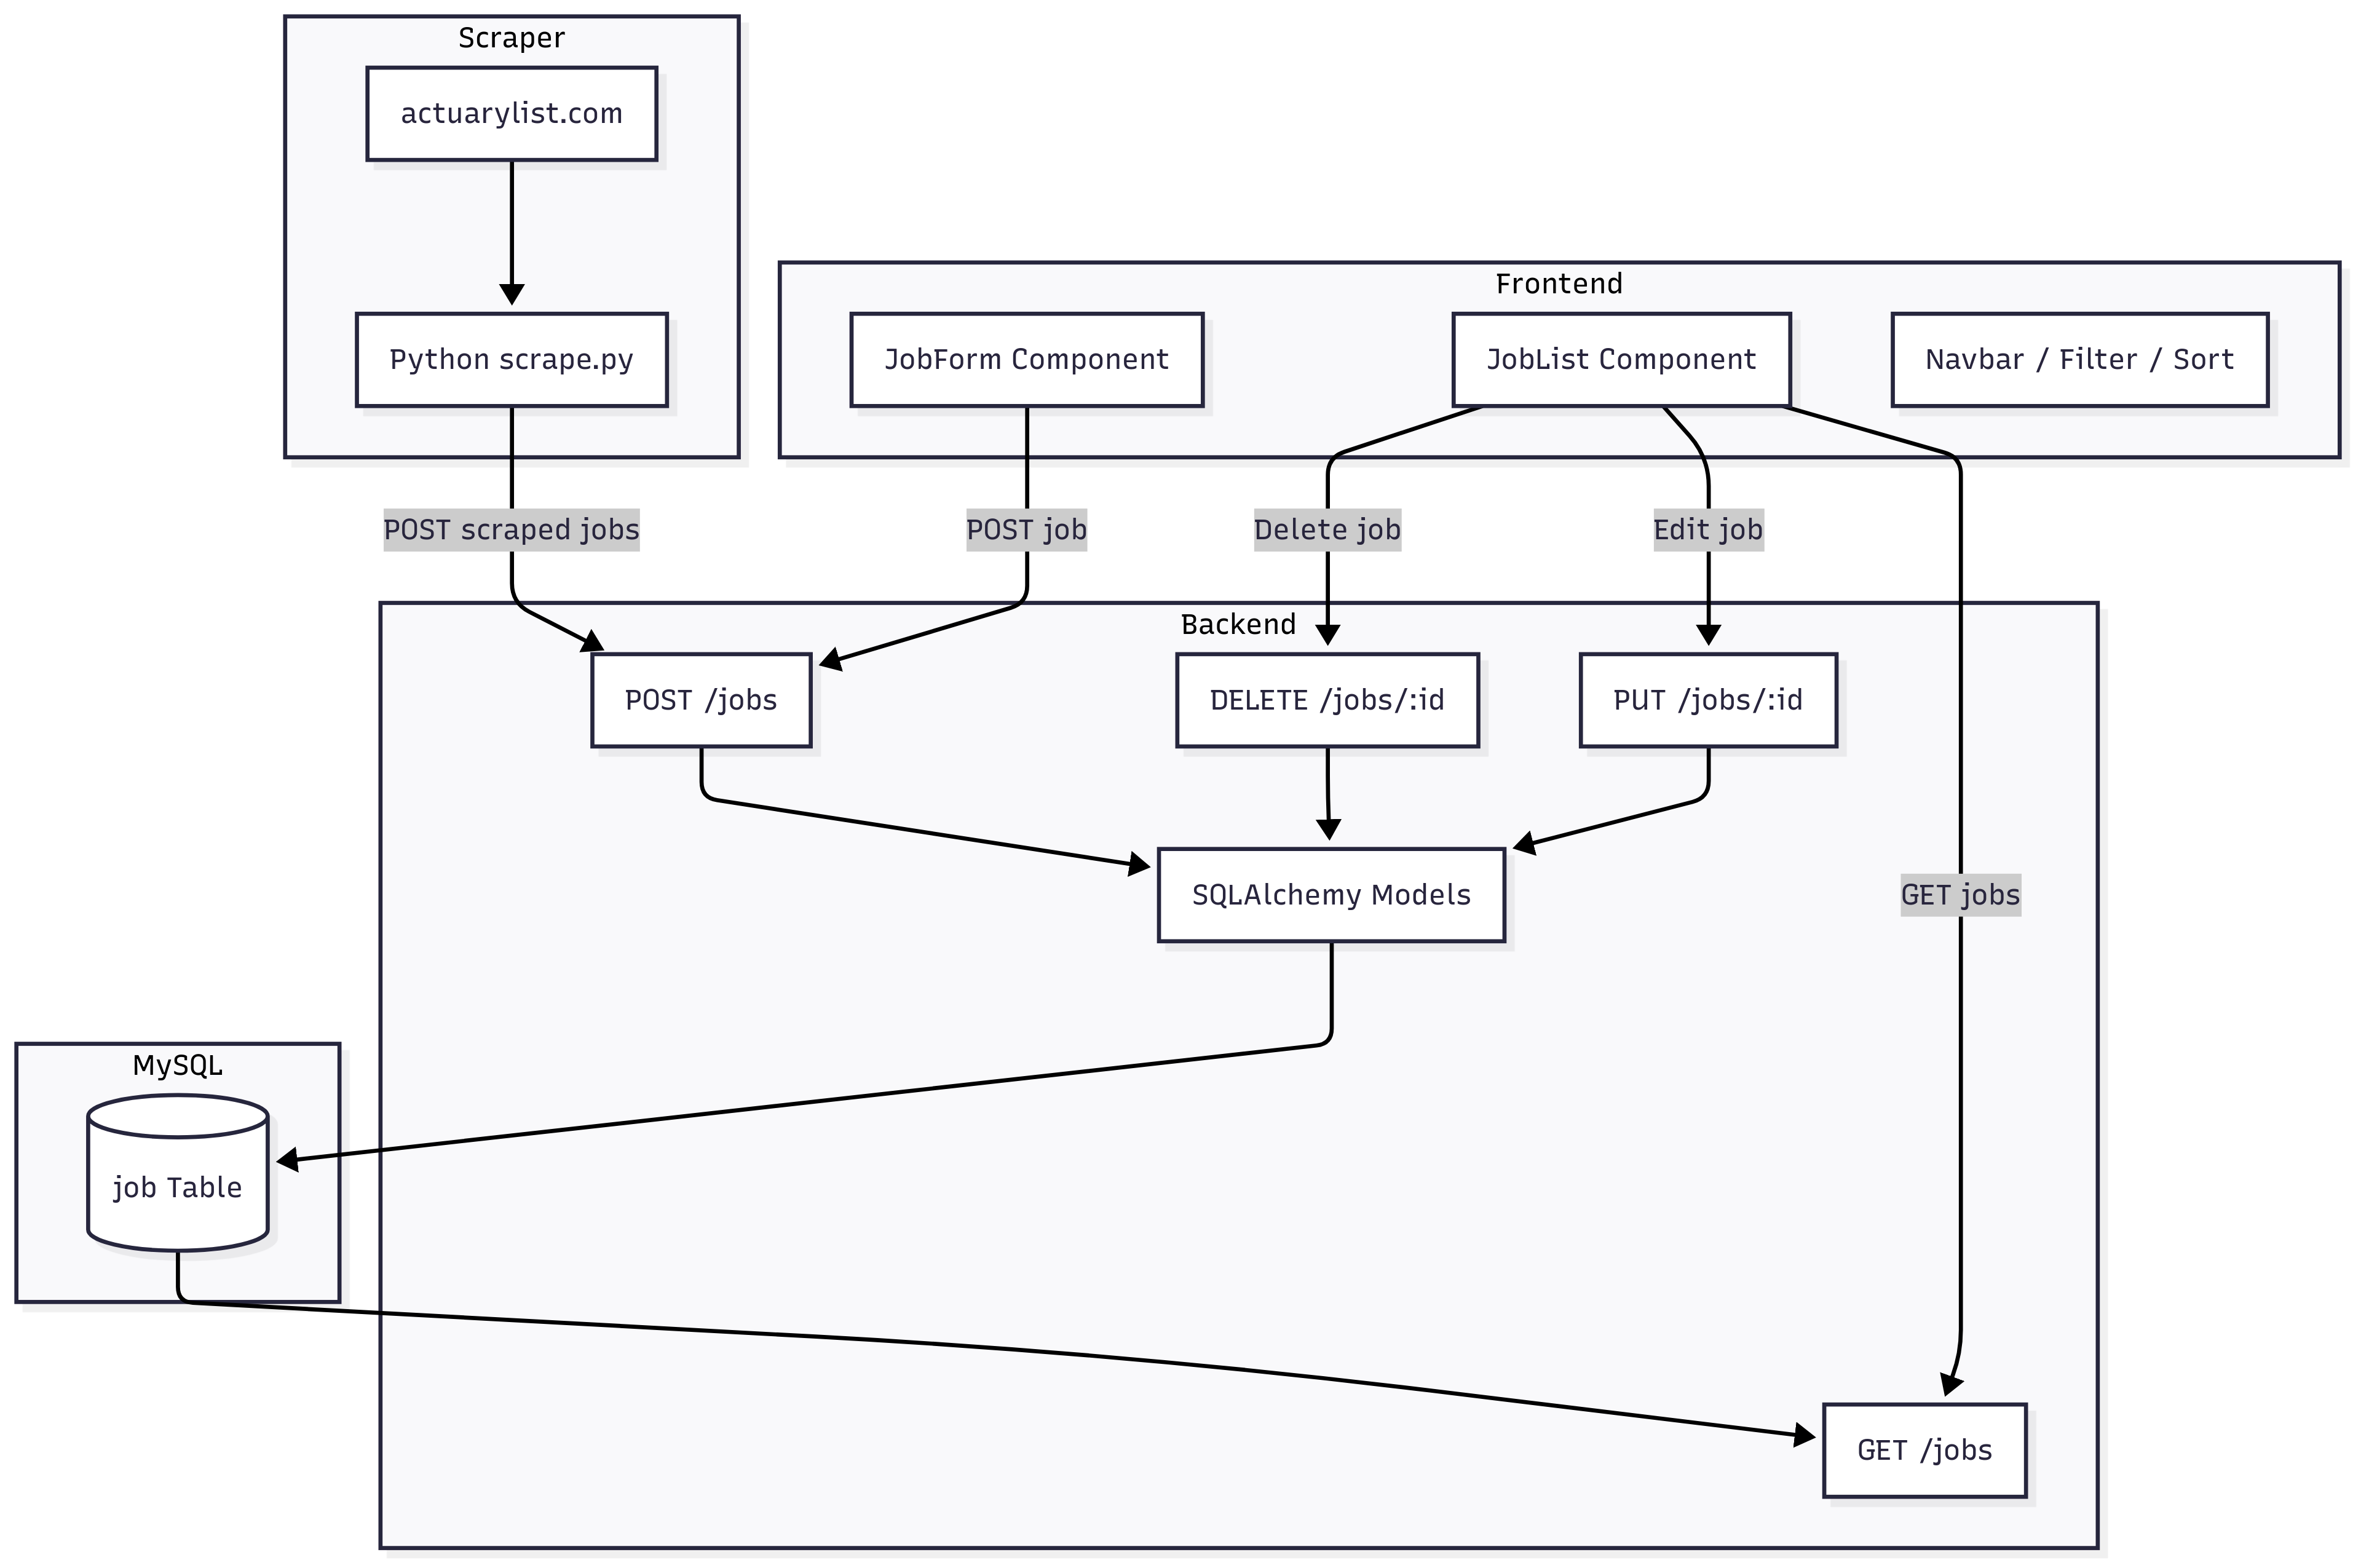 Scraper
actuarylist.com
Python scrape.py
Frontend
JobForm Component
JobList Component
Navbar / Filter / Sort
POST scraped jobs
POST job
Delete job
Edit job
Backend
POST /jobs
DELETE /jobs/:id
PUT /jobs/:id
SQLAlchemy Models
GET jobs
MySQL
job Table
GET /jobs